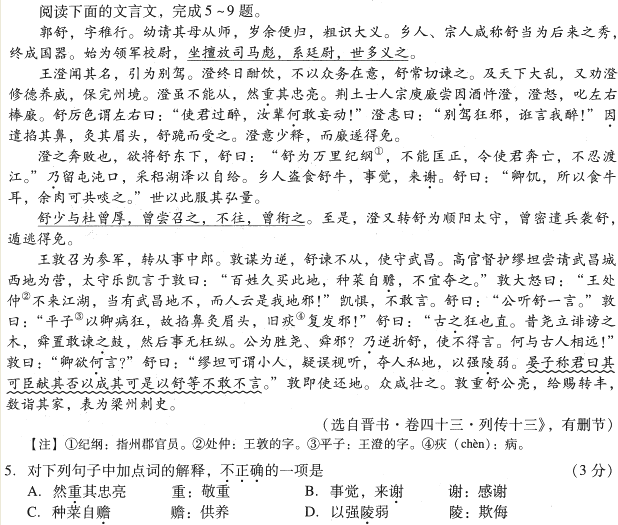 阅读下面的文言文，完成5～9题。
郭舒，字稚行。幼请其母从师，岁余便归，粗识大义。乡人、宗人咸称舒当为后来之秀，
终成国器。始为领军校尉，坐擅放司马彪，系廷尉，世多义之。
王澄闻其名，引为别驾。澄终日酣饮，不以众务在意，舒常切谏之。及天下大乱，又劝澄
修德养威，保完州境。澄虽不能从，然重其忠亮。荆土士人宗庾廞尝因酒忤澄，澄怒，叱左右
棒廞。舒厉色谓左右曰：“使君过醉，汝辈何敢妄动！”澄恚曰：“别驾狂邪，诳言我醉！”因
遣掐其鼻，灸其眉头，舒跪而受之。澄意少释，而廞遂得免。
澄之奔败也，欲将舒东下，舒曰：“舒为万里纪纲①，不能匡正，令使君奔亡，不忍渡
江。”乃留屯沌口，采稆湖泽以自给。乡人盗食舒牛，事觉，来谢。舒曰：“卿饥，所以食牛
耳，余肉可共啖之。”世以此服其弘量。
舒少与杜曾厚，曾尝召之，不往，曾衔之。至是，澄又转舒为顺阳太守，曾密遣兵袭舒，
遁逃得免。
王敦召为参军，转从事中郎。敦谋为逆，舒谏不从，使守武昌。高官督护缪坦尝请武昌城
西地为营，太守乐凯言于敦曰：“百姓久买此地，种菜自赡，不宜夺之。”敦大怒曰：“王处
仲②不来江湖，当有武昌地不，而人云是我地邪！”凯惧，不敢言。舒曰：“公听舒一言。”敦
曰：“平子③以卿病狂，故掐鼻灸眉头，旧疢④复发邪！”舒曰：“古之狂也直。昔尧立诽谤之
木，舜置敢谏之鼓，然后事无枉纵。公为胜尧、舜邪？乃逆折舒，使不得言。何与古人相远！”
敦曰：“卿欲何言？”舒曰：“缪坦可谓小人，疑误视听，夺人私地，以强陵弱。晏子称君曰其
可臣献其否以成其可是以舒等不敢不言。”敦即使还地。众咸壮之。敦重舒公亮，给赐转丰，
数诣其家，表为梁州刺史。
（选自晋书·卷四十三·列传十三》，有删节）
【注】①纪纲：指州郡官员。②处仲：王敦的字。③平子：王澄的字。④疢（chèn）：病。
5．对下列句子中加点词的解释，不正确的一项是 （3分）
A．然重其忠亮 重：敬重 B．事觉，来谢 谢：感谢
C．种菜自赡 赡：供养 D．以强陵弱 陵：欺侮